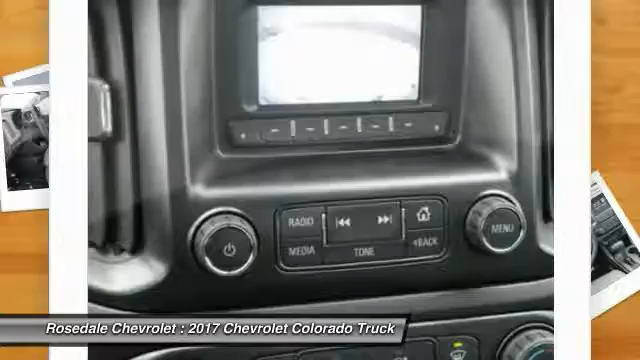 RADIO
MEDIA
TONE
BACK
MENU
Rosedale Chevrolet : 2017 Chevrolet Colorado Truck